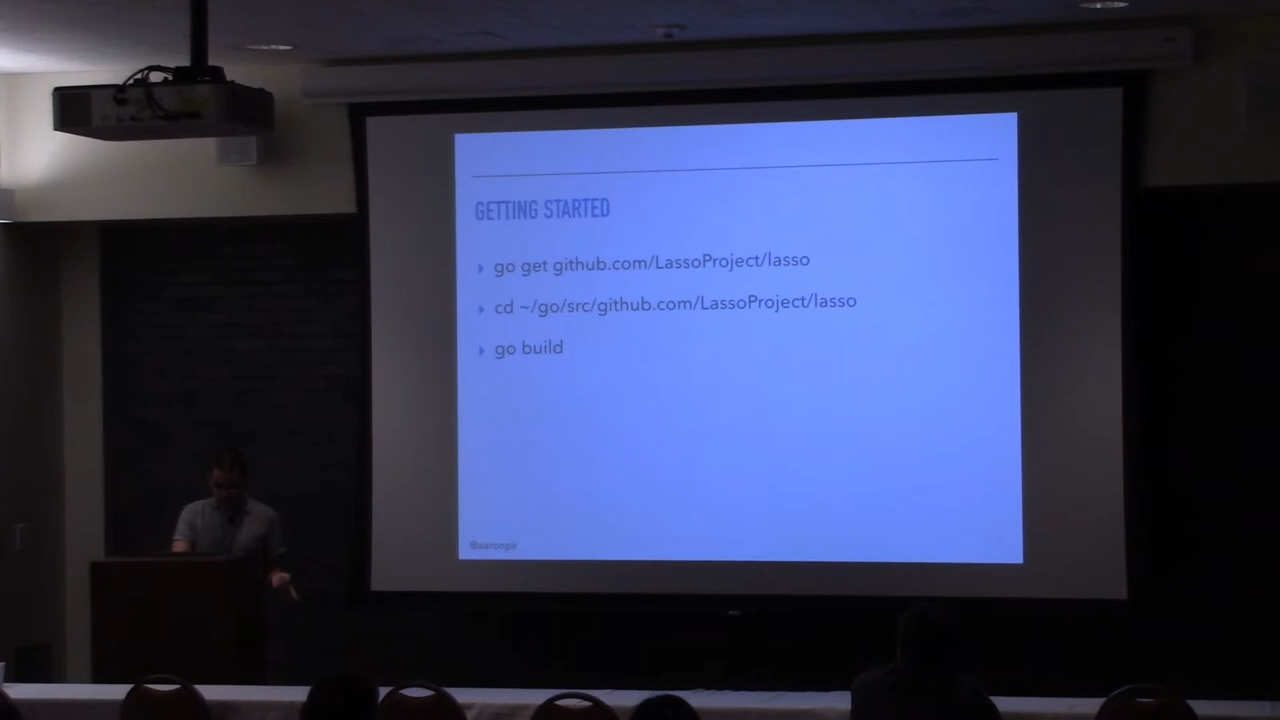 GETTING STARTED
go get github.com/LassoProject/lasso
cd ~/go/src/github.com/LassoProject/lasso
go build
@aaronpk